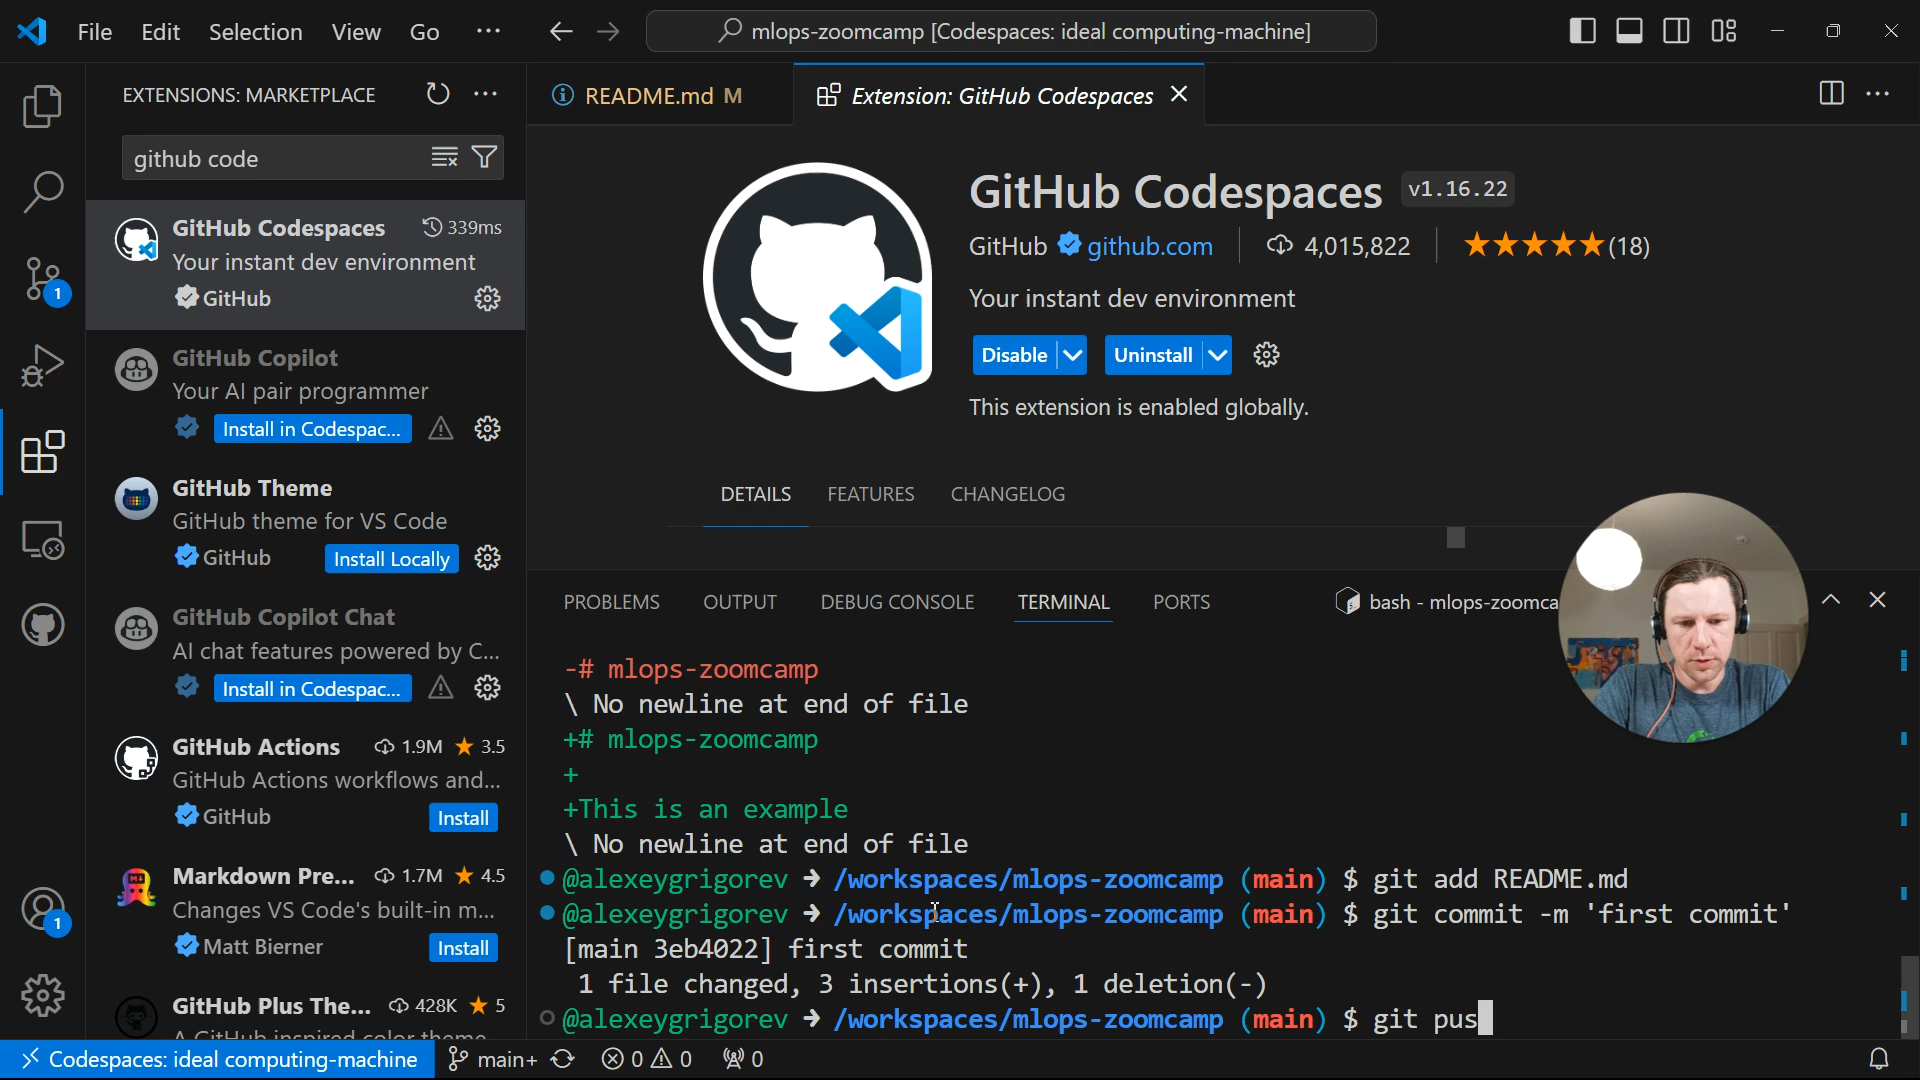 File Edit Selection View Go ···
mlops-zoomcamp [Codespaces: ideal computing-machine]
EXTENSIONS: MARKETPLACE
github code
GitHub Codespaces 339ms
Your instant dev environment
GitHub
GitHub Copilot
Your AI pair programmer
Install in Codespac...
GitHub Theme
GitHub theme for VS Code
GitHub Install Locally
GitHub Copilot Chat
AI chat features powered by C...
Install in Codespac...
GitHub Actions 1.9M 3.5
GitHub Actions workflows and...
GitHub Install
Markdown Pre... 1.7M 4.5
Changes VS Code's built-in m...
Matt Bierner Install
GitHub Plus The... 428K 5
A GitHub inspired color theme
1
1
README.md M
Extension: GitHub Codespaces
GitHub Codespaces v1.16.22
GitHub github.com 4,015,822 (18)
Your instant dev environment
Disable Uninstall
This extension is enabled globally.
DETAILS FEATURES CHANGELOG
PROBLEMS OUTPUT DEBUG CONSOLE TERMINAL PORTS bash - mlops-zoomca
-# mlops-zoomcamp
\ No newline at end of file
+# mlops-zoomcamp
+
+This is an example
\ No newline at end of file
@alexeygrigorev ➜ /workspaces/mlops-zoomcamp (main) $ git add README.md
@alexeygrigorev ➜ /workspaces/mlops-zoomcamp (main) $ git commit -m 'first commit'
[main 3eb4022] first commit
1 file changed, 3 insertions(+), 1 deletion(-)
@alexeygrigorev ➜ /workspaces/mlops-zoomcamp (main) $ git pus
Codespaces: ideal computing-machine main+ 0 0 0